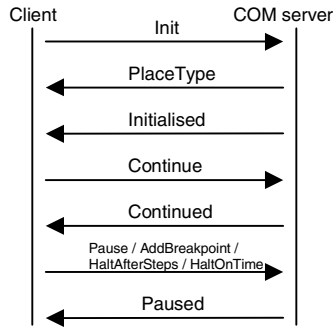 Client COM server
Init
PlaceType
Initialised
Continue
Continued
Pause / AddBreakpoint /
HaltAfterSteps / HaltOnTime
Paused